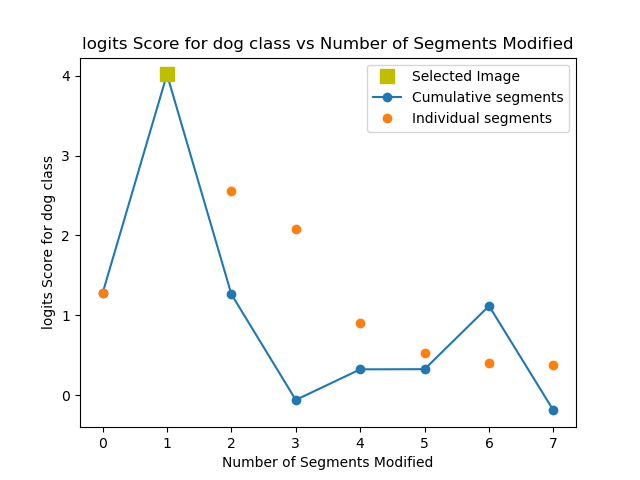 logits Score for dog class vs Number of Segments Modified
Selected Image
Cumulative segments
Individual segments
logits Score for dog class
4
3
2
1
0
0 1 2 3 4 5 6 7
Number of Segments Modified